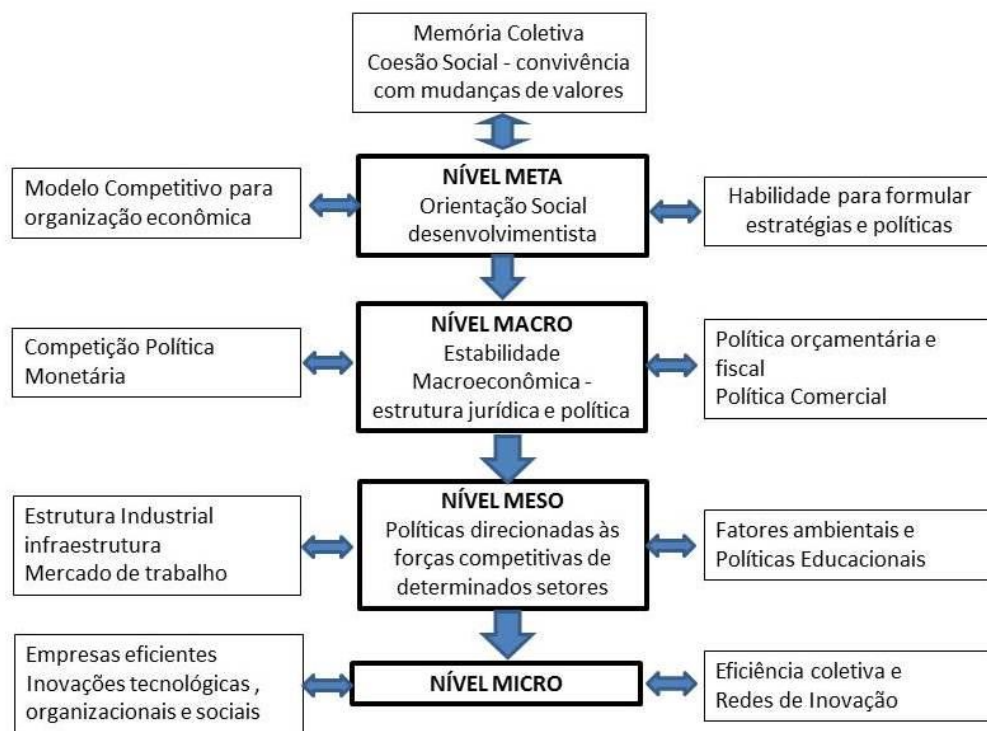 Memória Coletiva
Coesão Social - convivência
com mudanças de valores
Modelo Competitivo para
organização econômica
NÍVEL META
Orientação Social
desenvolvimentista
Habilidade para formular
estratégias e políticas
Competição Política
Monetária
NÍVEL MACRO
Estabilidade
Macroeconômica -
estrutura jurídica e política
Política orçamentária e
fiscal
Política Comercial
Estrutura Industrial
infraestrutura
Mercado de trabalho
NÍVEL MESO
Políticas direcionadas às
forças competitivas de
determinados setores
Fatores ambientais e
Políticas Educacionais
Empresas eficientes
Inovações tecnológicas ,
organizacionais e sociais
NÍVEL MICRO
Eficiência coletiva e
Redes de Inovação